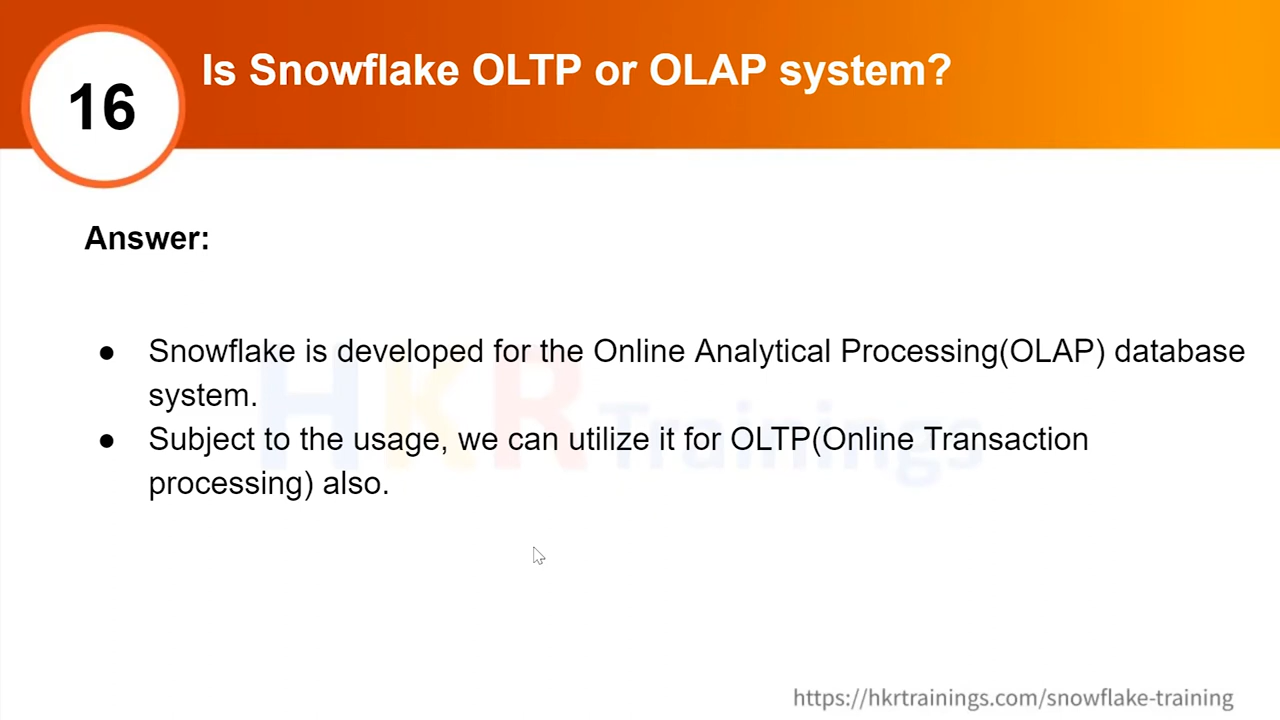 16
Is Snowflake OLTP or OLAP system?
Answer:
● Snowflake is developed for the Online Analytical Processing(OLAP) database
system.
● Subject to the usage, we can utilize it for OLTP(Online Transaction
processing) also.
HKR Trainings
https://hkrtrainings.com/snowflake-training